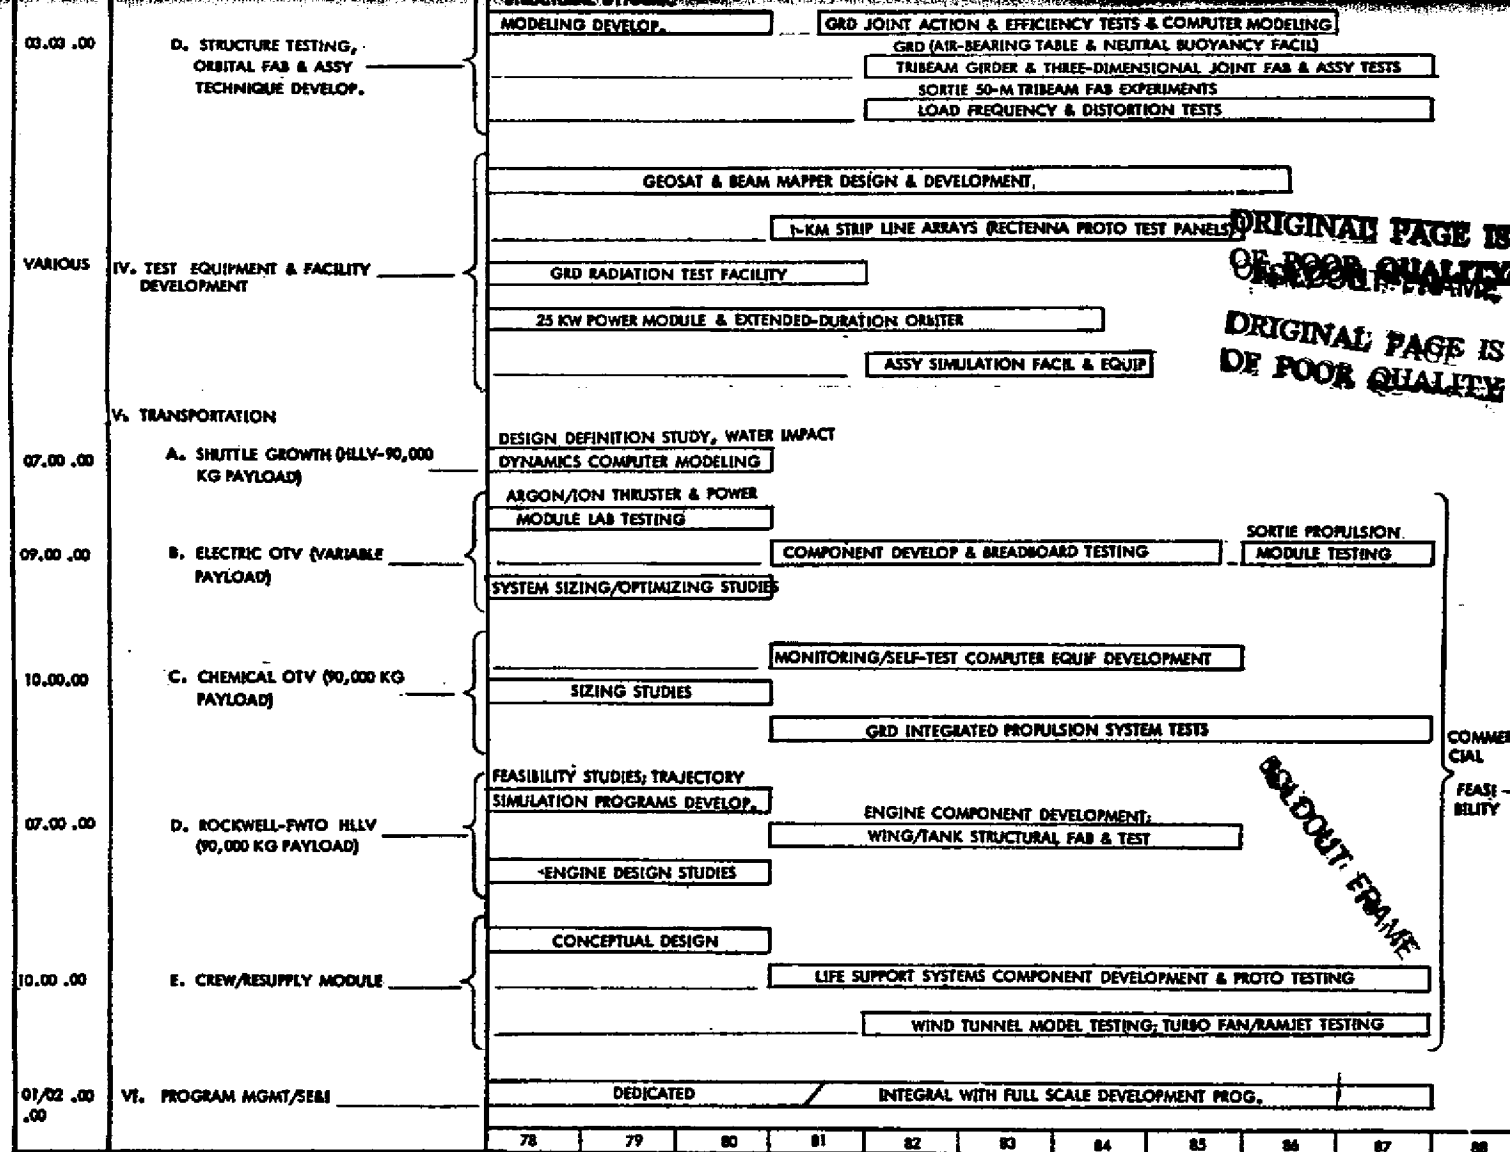 MODELING DEVELOP.
GRD JOINT ACTION & EFFICIENCY TESTS & COMPUTER MODELING
03.03 .00
D. STRUCTURE TESTING,
ORBITAL FAB & ASSY
TECHNIQUE DEVELOP.
GRD (AIR-BEARING TABLE & NEUTRAL BUOYANCY FACIL)
TRIBEAM GIRDER & THREE-DIMENSIONAL JOINT FAB & ASSY TESTS
SORTIE 50-M TRIBEAM FAB EXPERIMENTS
LOAD FREQUENCY & DISTORTION TESTS
GEOSAT & BEAM MAPPER DESIGN & DEVELOPMENT
1-KM STRIP LINE ARRAYS (RECTENNA PROTO TEST PANELS)
VARIOUS
IV. TEST EQUIPMENT & FACILITY
DEVELOPMENT
GRD RADIATION TEST FACILITY
25 KW POWER MODULE & EXTENDED-DURATION ORBITER
ASSY SIMULATION FACIL & EQUIP
ORIGINAL PAGE IS
OF POOR QUALITY
ORIGINAL PAGE IS
OF POOR QUALITY
V. TRANSPORTATION
07.00 .00
A. SHUTTLE GROWTH (HLLV-90,000
KG PAYLOAD)
DESIGN DEFINITION STUDY, WATER IMPACT
DYNAMICS COMPUTER MODELING
ARGON/ION THRUSTER & POWER
MODULE LAB TESTING
09.00 .00
B. ELECTRIC OTV (VARIABLE
PAYLOAD)
COMPONENT DEVELOP & BREADBOARD TESTING
SORTIE PROPULSION
MODULE TESTING
SYSTEM SIZING/OPTIMIZING STUDIES
MONITORING/SELF-TEST COMPUTER EQUIP DEVELOPMENT
10.00.00
C. CHEMICAL OTV (90,000 KG
PAYLOAD)
SIZING STUDIES
GRD INTEGRATED PROPULSION SYSTEM TESTS
COMMER
CIAL
FEASI-
BILITY
FEASIBILITY STUDIES; TRAJECTORY
SIMULATION PROGRAMS DEVELOP.
07.00 .00
D. ROCKWELL-FWTO HLLV
(90,000 KG PAYLOAD)
ENGINE COMPONENT DEVELOPMENT;
WING/TANK STRUCTURAL FAB & TEST
ENGINE DESIGN STUDIES
FOLDOUT FRAME
CONCEPTUAL DESIGN
10.00 .00
E. CREW/RESUPPLY MODULE
LIFE SUPPORT SYSTEMS COMPONENT DEVELOPMENT & PROTO TESTING
WIND TUNNEL MODEL TESTING; TURBO FAN/RAMJET TESTING
01/02 .00
.00
VI. PROGRAM MGMT/SE&I
DEDICATED
INTEGRAL WITH FULL SCALE DEVELOPMENT PROG.
78 79 80 81 82 83 84 85 86 87 88